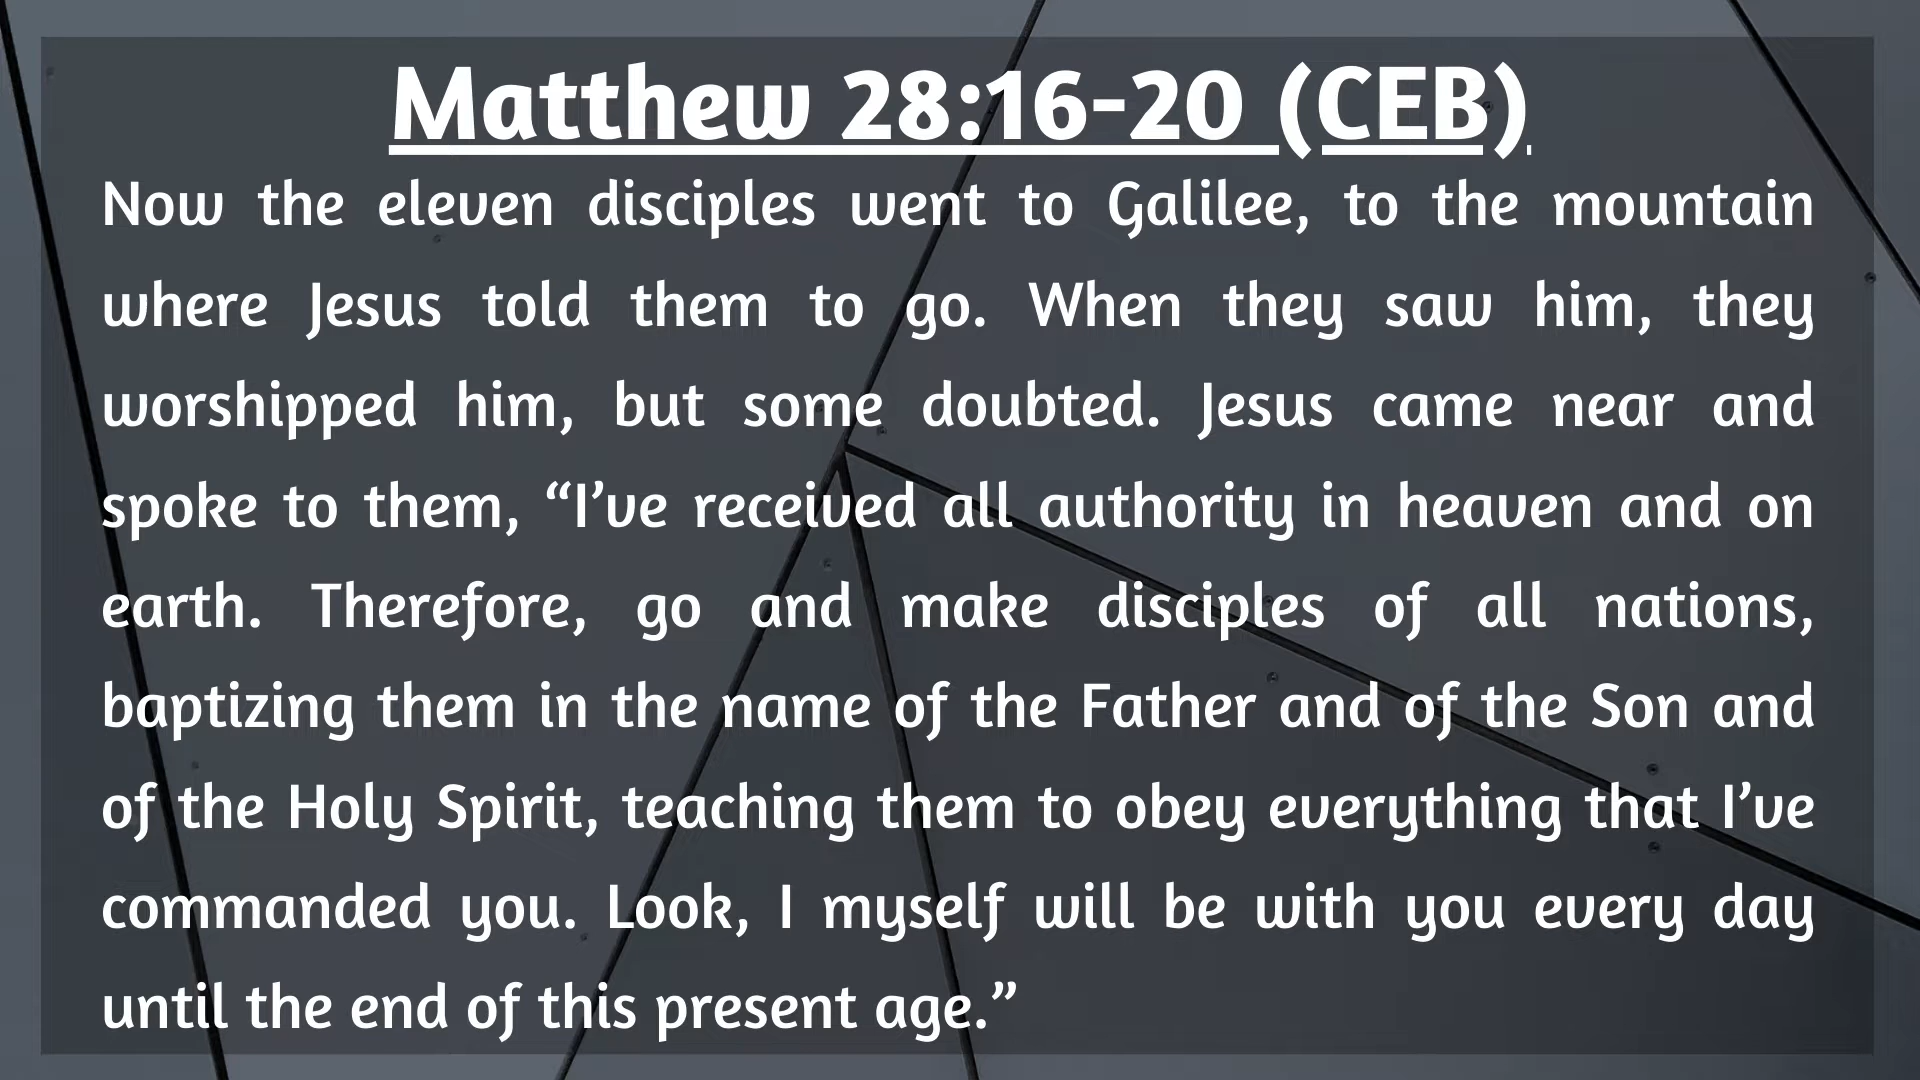 Matthew 28:16-20 (CEB)
Now the eleven disciples went to Galilee, to the mountain
where Jesus told them to go. When they saw him, they
worshipped him, but some doubted. Jesus came near and
spoke to them, “I’ve received all authority in heaven and on
earth. Therefore, go and make disciples of all nations,
baptizing them in the name of the Father and of the Son and
of the Holy Spirit, teaching them to obey everything that I’ve
commanded you. Look, I myself will be with you every day
until the end of this present age.”